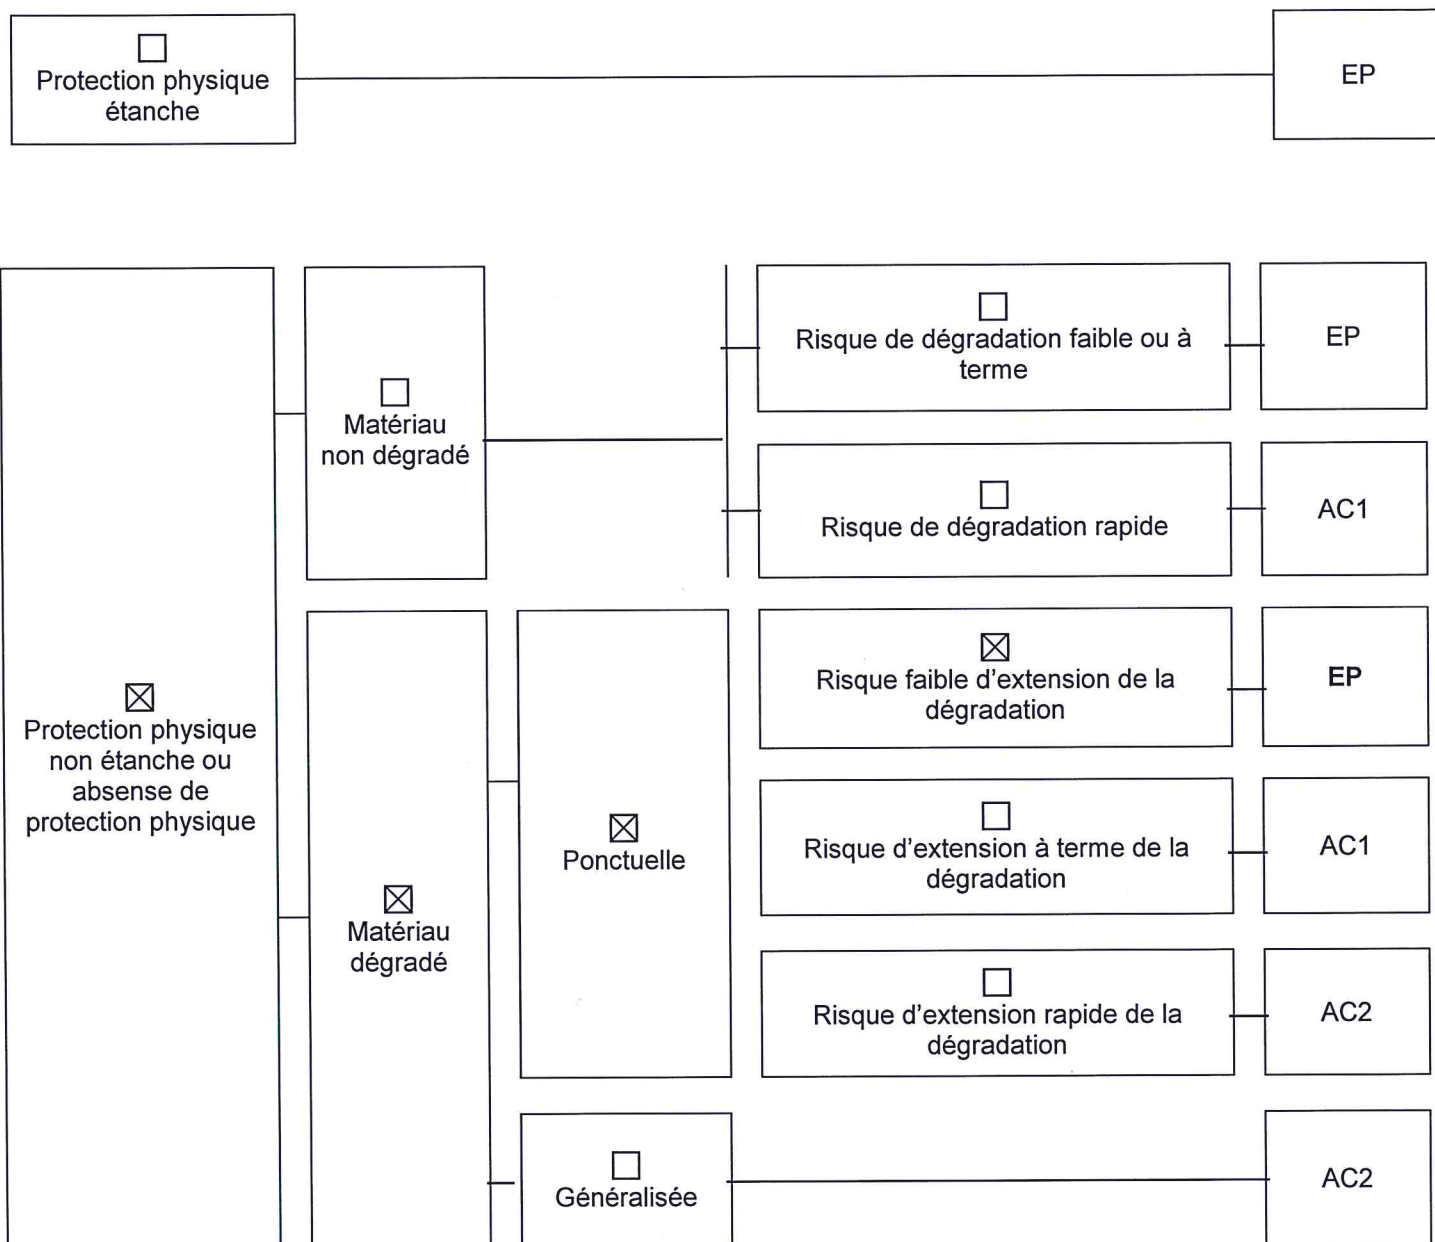 ☐
Protection physique
étanche
EP
☐
Risque de dégradation faible ou à
terme
EP
☐
Matériau
non dégradé
☐
Risque de dégradation rapide
AC1
☒
Protection physique
non étanche ou
absense de
protection physique
☒
Matériau
dégradé
☒
Ponctuelle
☒
Risque faible d'extension de la
dégradation
EP
☐
Risque d'extension à terme de la
dégradation
AC1
☐
Risque d'extension rapide de la
dégradation
AC2
☐
Généralisée
AC2